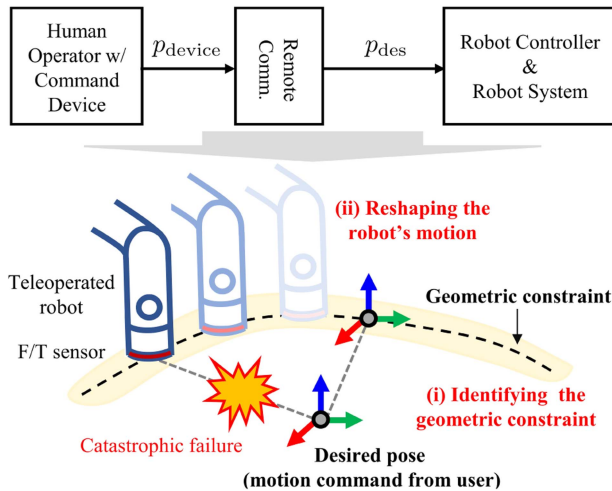 Human
Operator w/
Command
Device
p_device
Remote
Comm.
p_des
Robot Controller
&
Robot System
(ii) Reshaping the
robot's motion
Teleoperated
robot
F/T sensor
Geometric constraint
(i) Identifying the
geometric constraint
Catastrophic failure
Desired pose
(motion command from user)